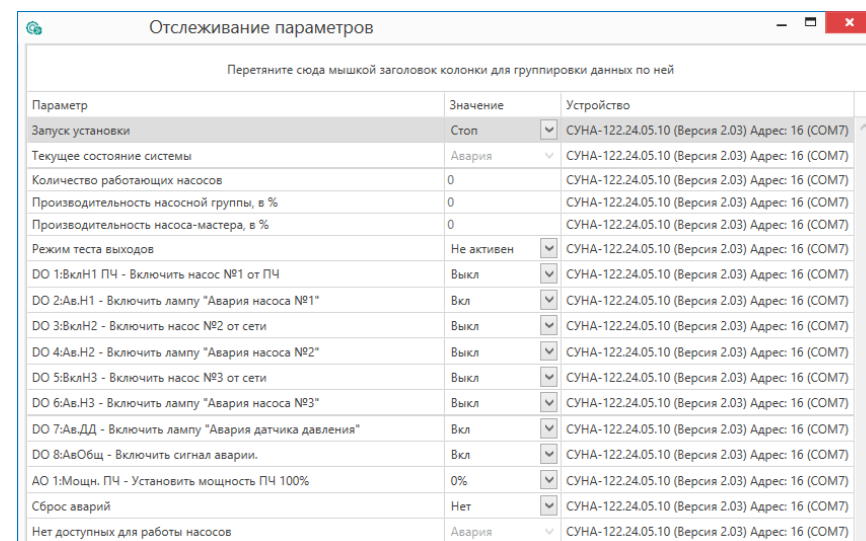 Отслеживание параметров
Перетяните сюда мышкой заголовок колонки для группировки данных по ней
Параметр Значение Устройство
Запуск установки Стоп СУНА-122.24.05.10 (Версия 2.03) Адрес: 16 (COM7)
Текущее состояние системы Авария СУНА-122.24.05.10 (Версия 2.03) Адрес: 16 (COM7)
Количество работающих насосов 0 СУНА-122.24.05.10 (Версия 2.03) Адрес: 16 (COM7)
Производительность насосной группы, в % 0 СУНА-122.24.05.10 (Версия 2.03) Адрес: 16 (COM7)
Производительность насоса-мастера, в % 0 СУНА-122.24.05.10 (Версия 2.03) Адрес: 16 (COM7)
Режим теста выходов Не активен СУНА-122.24.05.10 (Версия 2.03) Адрес: 16 (COM7)
DO 1:ВклН1 ПЧ - Включить насос №1 от ПЧ Выкл СУНА-122.24.05.10 (Версия 2.03) Адрес: 16 (COM7)
DO 2:Ав.Н1 - Включить лампу "Авария насоса №1" Вкл СУНА-122.24.05.10 (Версия 2.03) Адрес: 16 (COM7)
DO 3:ВклН2 - Включить насос №2 от сети Выкл СУНА-122.24.05.10 (Версия 2.03) Адрес: 16 (COM7)
DO 4:Ав.Н2 - Включить лампу "Авария насоса №2" Выкл СУНА-122.24.05.10 (Версия 2.03) Адрес: 16 (COM7)
DO 5:ВклН3 - Включить насос №3 от сети Выкл СУНА-122.24.05.10 (Версия 2.03) Адрес: 16 (COM7)
DO 6:Ав.Н3 - Включить лампу "Авария насоса №3" Выкл СУНА-122.24.05.10 (Версия 2.03) Адрес: 16 (COM7)
DO 7:Ав.ДД - Включить лампу "Авария датчика давления" Вкл СУНА-122.24.05.10 (Версия 2.03) Адрес: 16 (COM7)
DO 8:АвОбщ - Включить сигнал аварии. Вкл СУНА-122.24.05.10 (Версия 2.03) Адрес: 16 (COM7)
AO 1:Мощн. ПЧ - Установить мощность ПЧ 100% 0% СУНА-122.24.05.10 (Версия 2.03) Адрес: 16 (COM7)
Сброс аварий Нет СУНА-122.24.05.10 (Версия 2.03) Адрес: 16 (COM7)
Нет доступных для работы насосов Авария СУНА-122.24.05.10 (Версия 2.03) Адрес: 16 (COM7)